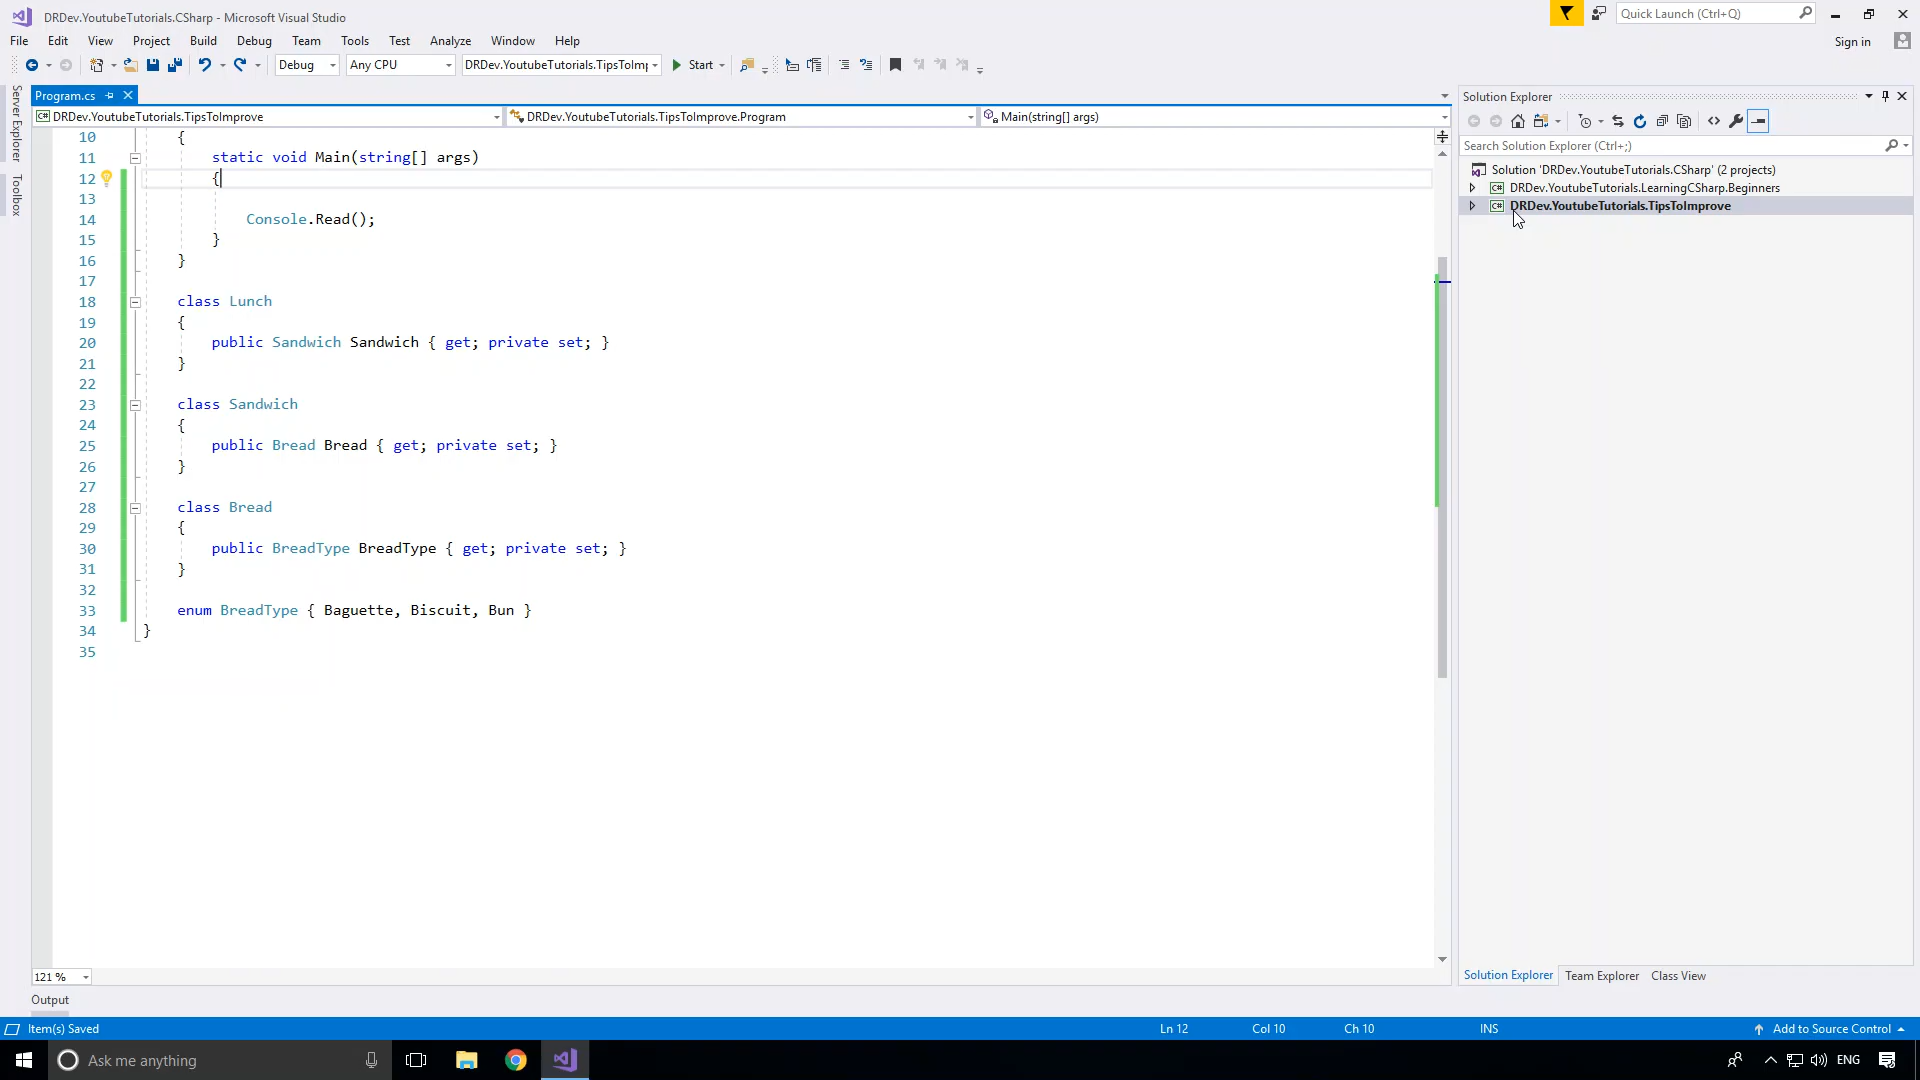 DRDev.YoutubeTutorials.CSharp - Microsoft Visual Studio
Quick Launch (Ctrl+Q)
File Edit View Project Build Debug Team Tools Test Analyze Window Help
Sign in
Debug Any CPU DRDev.YoutubeTutorials.TipsToImp Start
Server Explorer
Toolbox
Program.cs
DRDev.YoutubeTutorials.TipsToImprove DRDev.YoutubeTutorials.TipsToImprove.Program Main(string[] args)
10 {
11 static void Main(string[] args)
12 {
13
14 Console.Read();
15 }
16 }
17
18 class Lunch
19 {
20 public Sandwich Sandwich { get; private set; }
21 }
22
23 class Sandwich
24 {
25 public Bread Bread { get; private set; }
26 }
27
28 class Bread
29 {
30 public BreadType BreadType { get; private set; }
31 }
32
33 enum BreadType { Baguette, Biscuit, Bun }
34 }
35
121 %
Output
Solution Explorer
Search Solution Explorer (Ctrl+;)
Solution 'DRDev.YoutubeTutorials.CSharp' (2 projects)
C# DRDev.YoutubeTutorials.LearningCSharp.Beginners
C# DRDev.YoutubeTutorials.TipsToImprove
Solution Explorer Team Explorer Class View
Item(s) Saved Ln 12 Col 10 Ch 10 INS Add to Source Control
Ask me anything
ENG